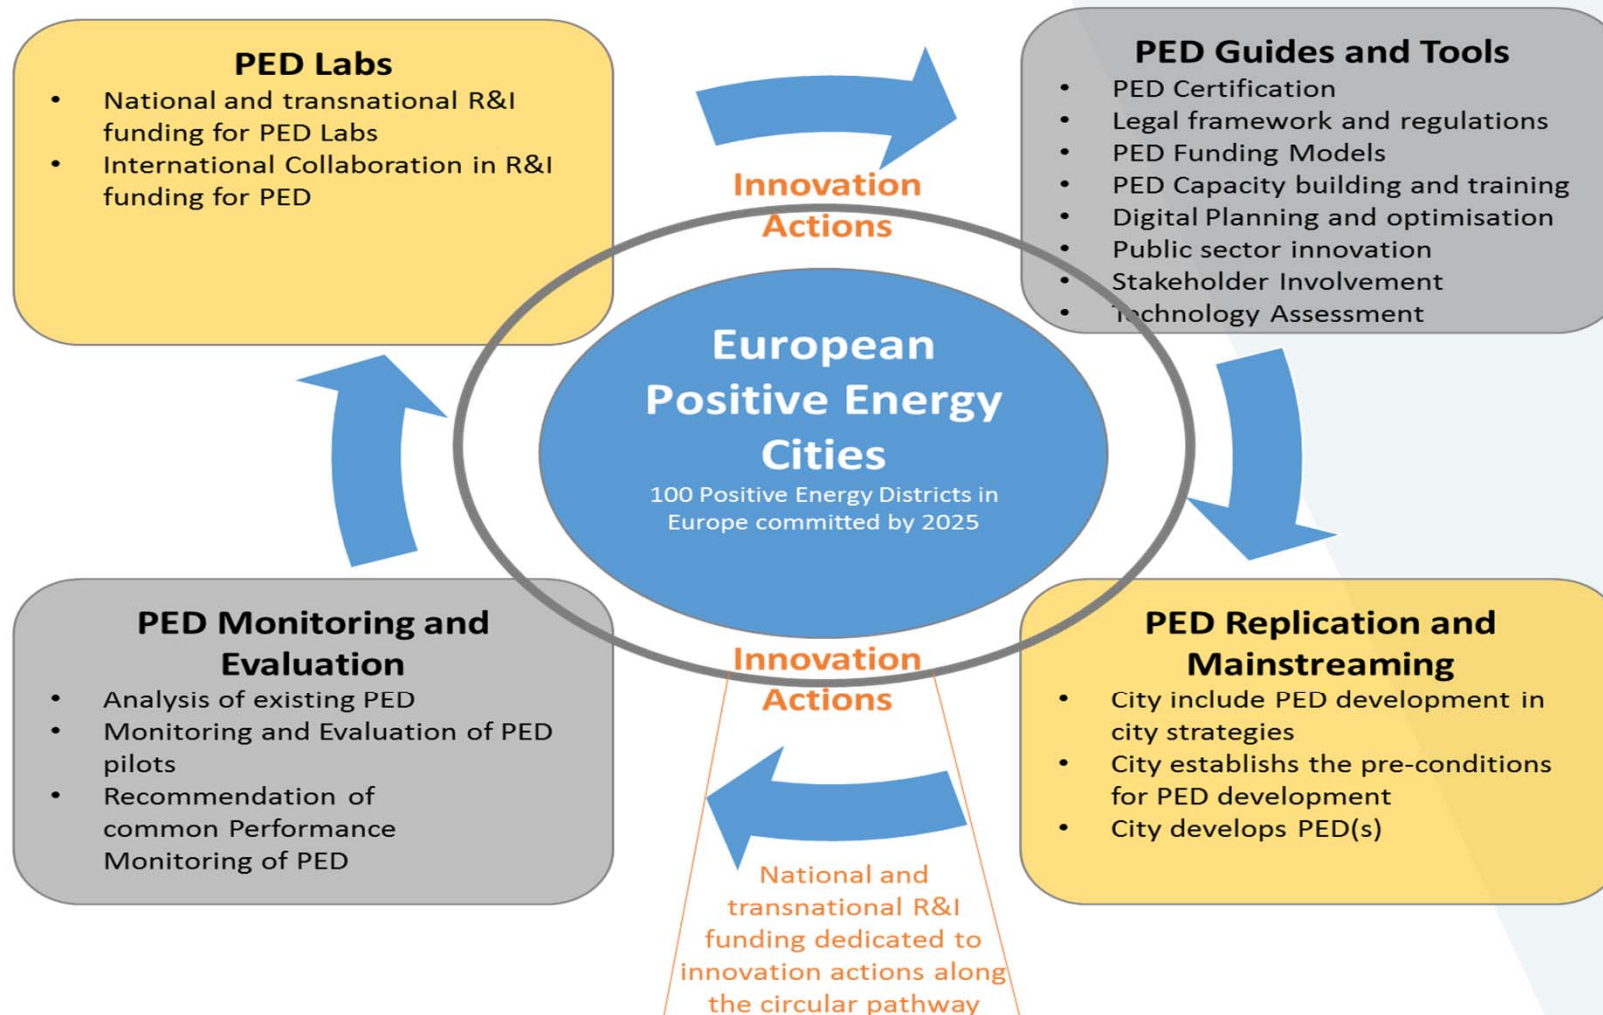 PED Labs
• National and transnational R&I
funding for PED Labs
• International Collaboration in R&I
funding for PED
PED Guides and Tools
• PED Certification
• Legal framework and regulations
• PED Funding Models
• PED Capacity building and training
• Digital Planning and optimisation
• Public sector innovation
• Stakeholder Involvement
• Technology Assessment
Innovation
Actions
European
Positive Energy
Cities
100 Positive Energy Districts in
Europe committed by 2025
PED Monitoring and
Evaluation
• Analysis of existing PED
• Monitoring and Evaluation of PED
pilots
• Recommendation of
common Performance
Monitoring of PED
Innovation
Actions
PED Replication and
Mainstreaming
• City include PED development in
city strategies
• City establishs the pre-conditions
for PED development
• City develops PED(s)
National and
transnational R&I
funding dedicated to
innovation actions along
the circular pathway